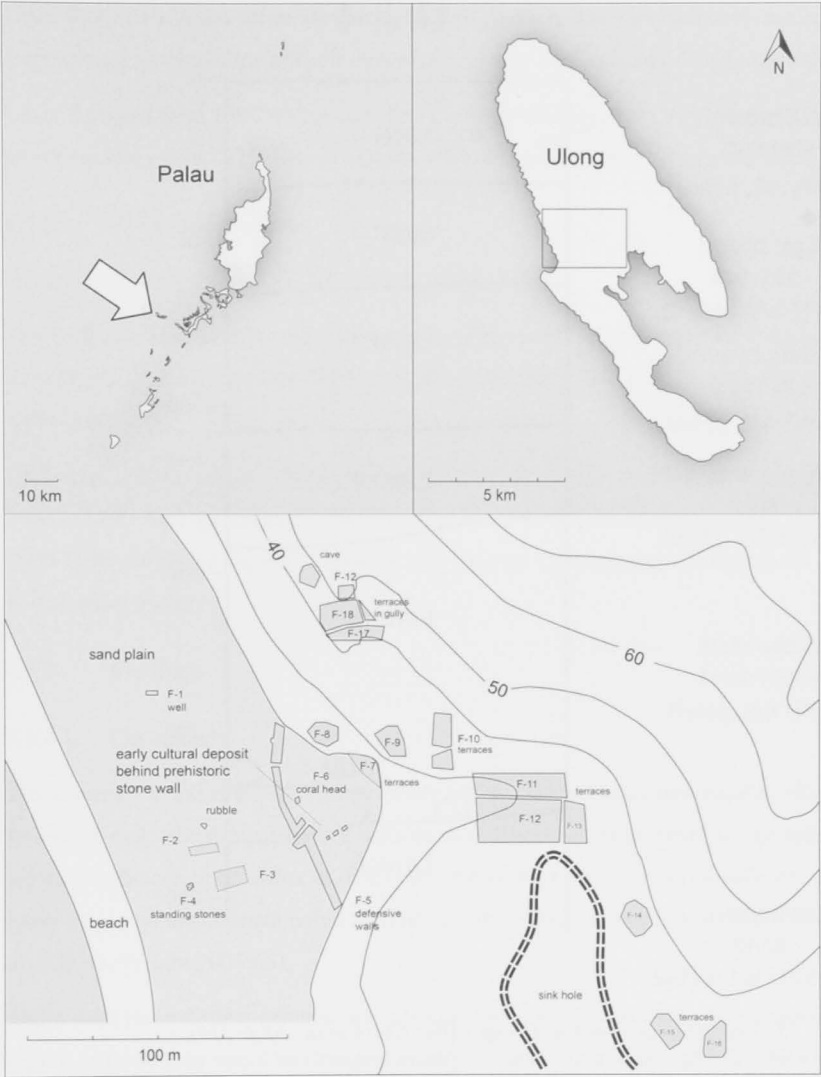 Palau
10 km
N
Ulong
5 km
40
50
60
cave
F-12
F-18
terraces
in gully
F-17
sand plain
F-1
well
F-8
F-9
F-10
terraces
early cultural deposit
behind prehistoric
stone wall
F-7
F-6
coral head
terraces
F-11
terraces
F-12
F-13
rubble
F-2
F-3
F-4
standing stones
F-5
defensive
walls
F-14
beach
sink hole
terraces
F-15
F-16
100 m